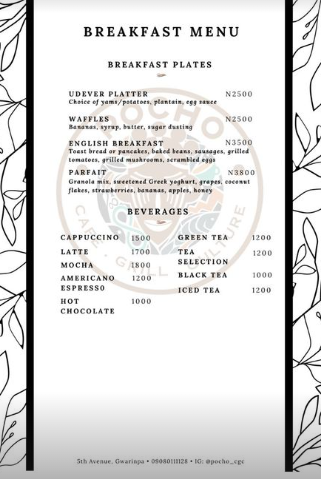 BREAKFAST MENU
BREAKFAST PLATES
UDEVER PLATTER N2500
Choice of yams/potatoes, plantain, egg sauce
WAFFLES N2500
Bananas, syrup, butter, sugar dusting
ENGLISH BREAKFAST N3500
Toast bread or pancakes, baked beans, sausages, grilled
tomatoes, grilled mushrooms, scrambled eggs
PARFAIT N3800
Granola mix, sweetened Greek yoghurt, grapes, coconut
flakes, strawberries, bananas, apples, honey
POCHO
CAFE · GRILL · CULTURE
BEVERAGES
CAPPUCCINO 1500
LATTE 1700
MOCHA 1800
AMERICANO 1200
ESPRESSO
HOT 1000
CHOCOLATE
GREEN TEA 1200
TEA 1200
SELECTION
BLACK TEA 1000
ICED TEA 1200
5th Avenue, Gwarinpa • 09080111128 • IG: @pocho_cgc